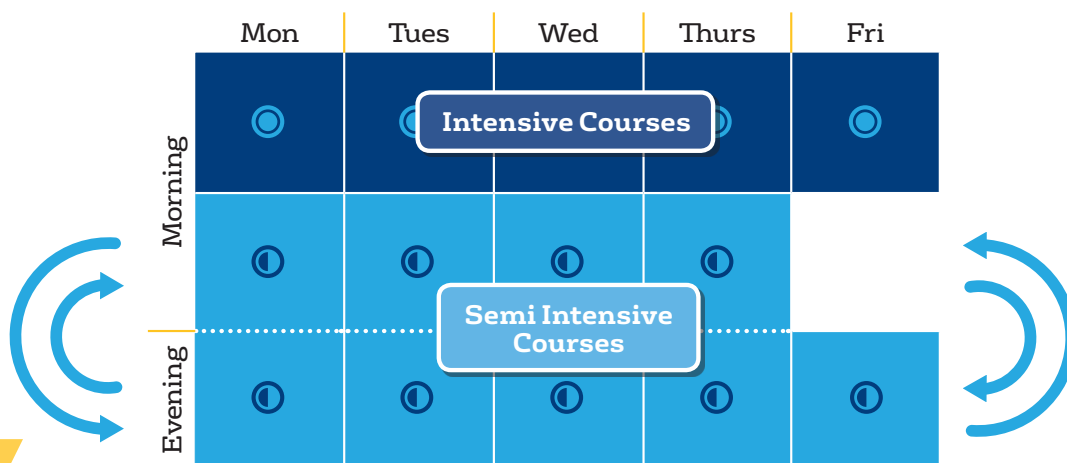 Mon Tues Wed Thurs Fri
Morning
Intensive Courses
Semi Intensive
Courses
Evening